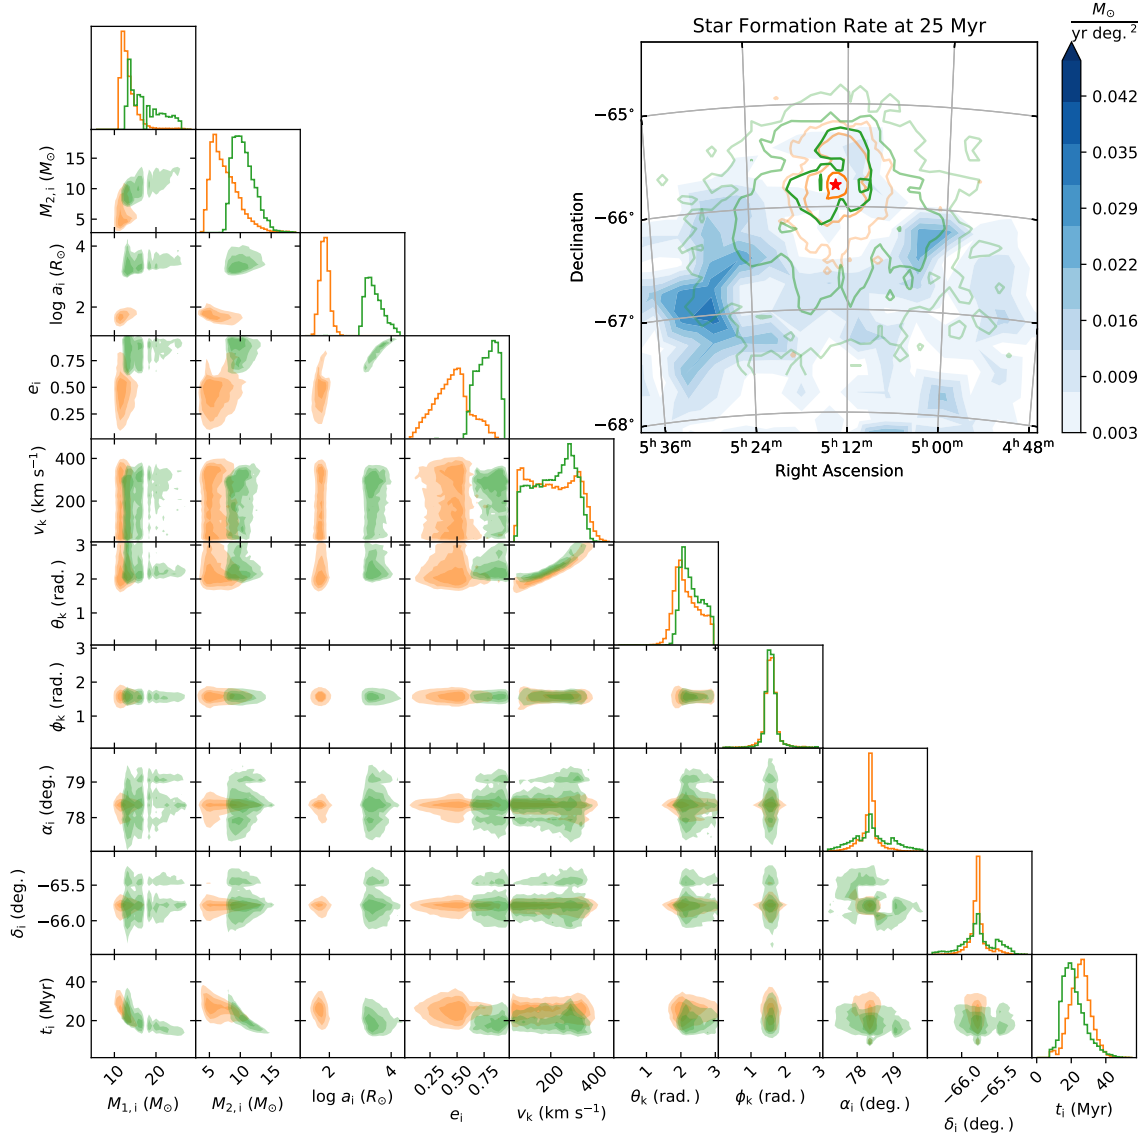 Star Formation Rate at 25 Myr
M⊙
yr deg. 2
0.042
0.035
0.029
0.022
0.016
0.009
0.003
−65°
−66°
−67°
−68°
Declination
5h36m 5h24m 5h12m 5h00m 4h48m
Right Ascension
M2, i (M⊙)
15
10
5
log ai (R⊙)
4
2
ei
0.75
0.50
0.25
vk (km s−1)
400
200
θk (rad.)
3
2
1
ϕk (rad.)
3
2
1
αi (deg.)
79
78
δi (deg.)
−65.5
−66.0
ti (Myr)
40
20
10 20 5 10 15 2 4 0.25 0.50 0.75 200 400 1 2 3 1 2 3 78 79 −66.0 −65.5 0 20 40
M1, i (M⊙) M2, i (M⊙) log ai (R⊙) ei vk (km s−1) θk (rad.) ϕk (rad.) αi (deg.) δi (deg.) ti (Myr)